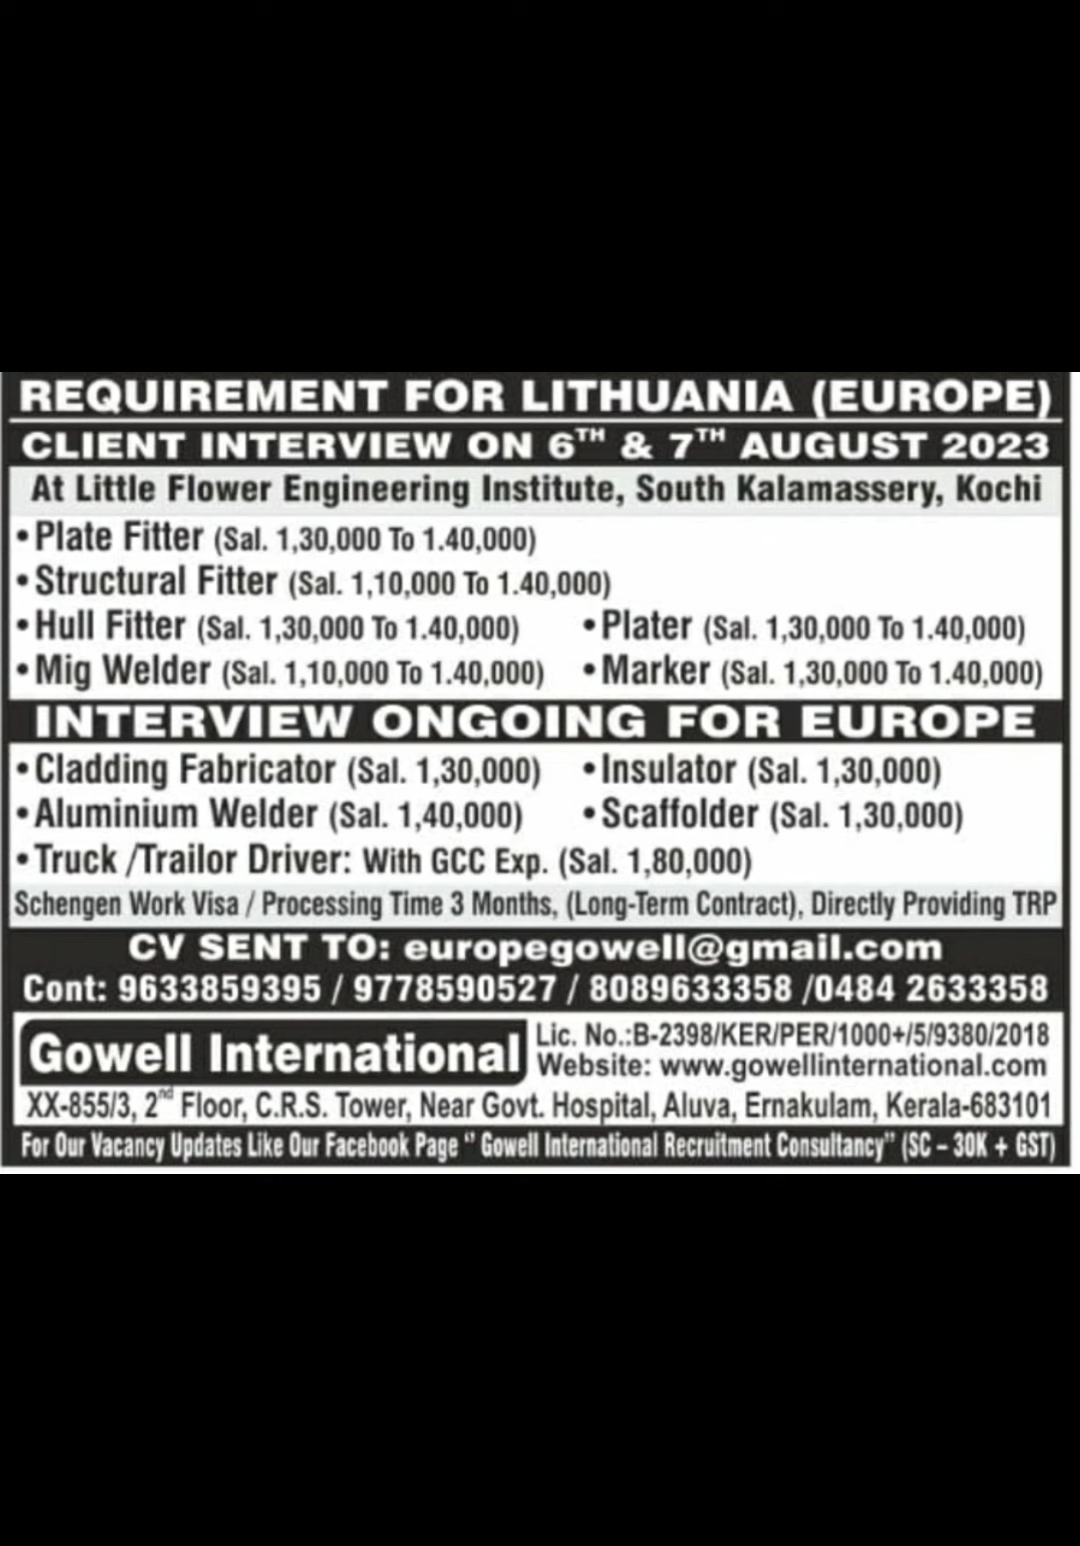 REQUIREMENT FOR LITHUANIA (EUROPE)
CLIENT INTERVIEW ON 6TH & 7TH AUGUST 2023
At Little Flower Engineering Institute, South Kalamassery, Kochi
• Plate Fitter (Sal. 1,30,000 To 1.40,000)
• Structural Fitter (Sal. 1,10,000 To 1.40,000)
• Hull Fitter (Sal. 1,30,000 To 1.40,000) • Plater (Sal. 1,30,000 To 1.40,000)
• Mig Welder (Sal. 1,10,000 To 1.40,000) • Marker (Sal. 1,30,000 To 1.40,000)
INTERVIEW ONGOING FOR EUROPE
• Cladding Fabricator (Sal. 1,30,000) • Insulator (Sal. 1,30,000)
• Aluminium Welder (Sal. 1,40,000) • Scaffolder (Sal. 1,30,000)
• Truck /Trailor Driver: With GCC Exp. (Sal. 1,80,000)
Schengen Work Visa / Processing Time 3 Months, (Long-Term Contract), Directly Providing TRP
CV SENT TO: europegowell@gmail.com
Cont: 9633859395 / 9778590527 / 8089633358 /0484 2633358
Gowell International
Lic. No.:B-2398/KER/PER/1000+/5/9380/2018
Website: www.gowellinternational.com
XX-855/3, 2nd Floor, C.R.S. Tower, Near Govt. Hospital, Aluva, Ernakulam, Kerala-683101
For Our Vacancy Updates Like Our Facebook Page " Gowell International Recruitment Consultancy" (SC – 30K + GST)